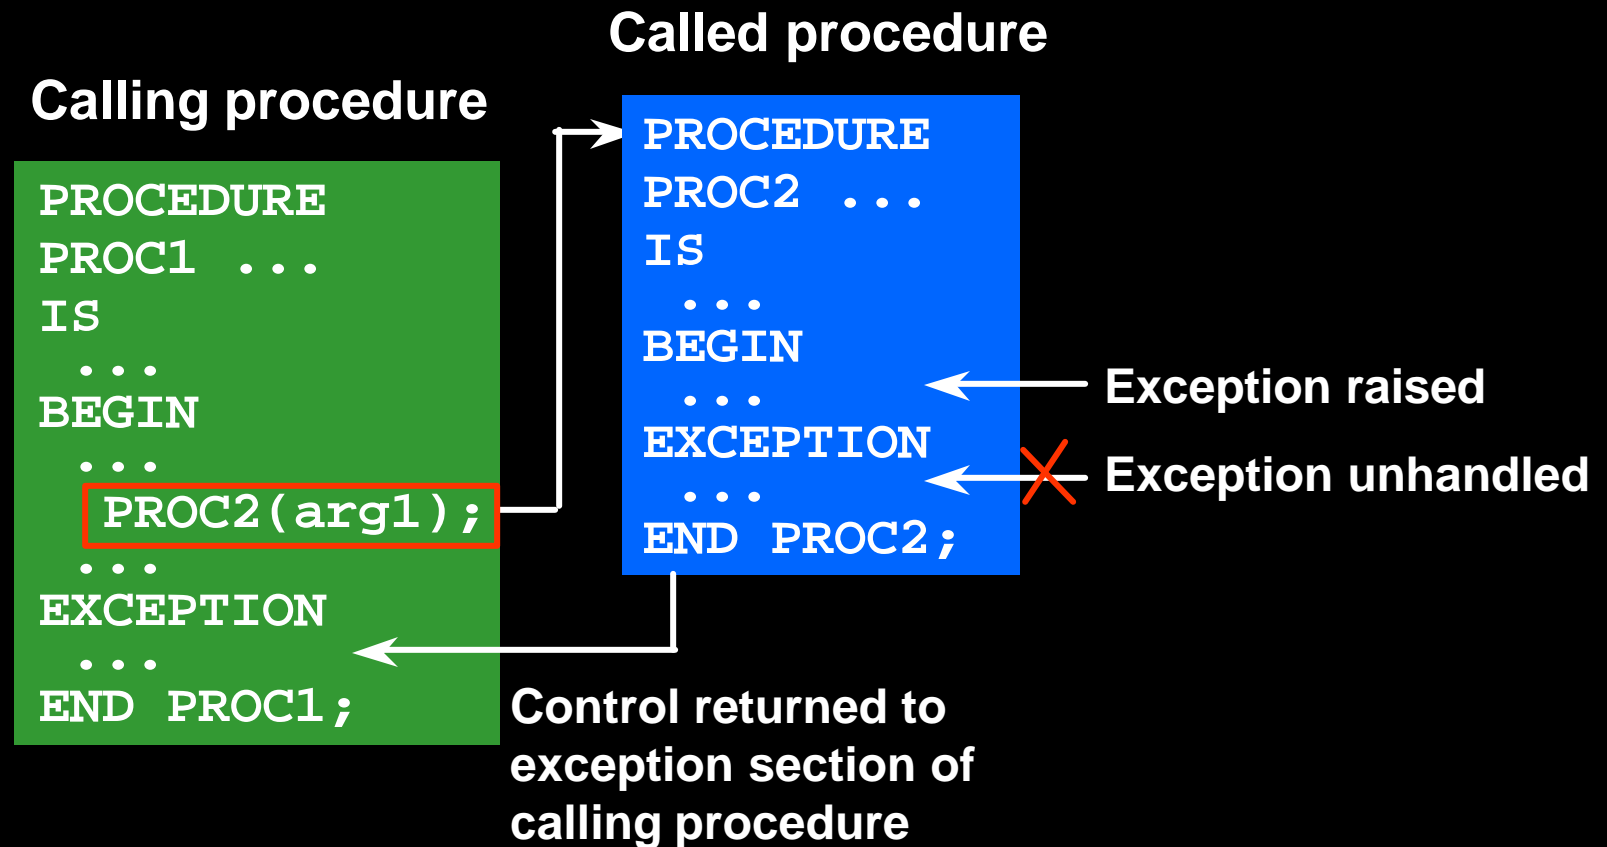 Called procedure
Calling procedure
PROCEDURE
PROC1 ...
IS
...
BEGIN
...
PROC2(arg1);
...
EXCEPTION
...
END PROC1;
PROCEDURE
PROC2 ...
IS
...
BEGIN
...
EXCEPTION
...
END PROC2;
Exception raised
Exception unhandled
Control returned to
exception section of
calling procedure